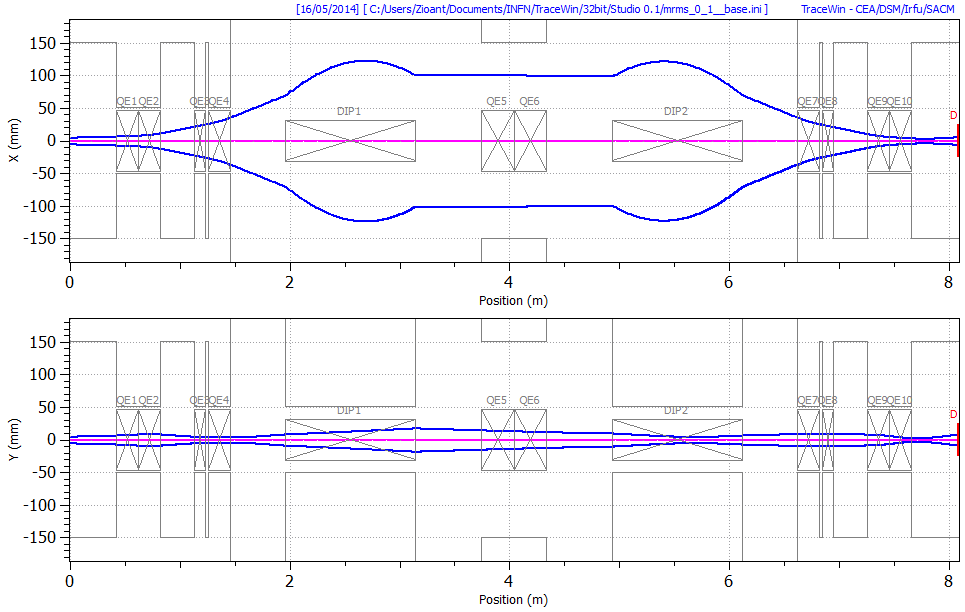 [16/05/2014] [ C:/Users/Zioant/Documents/INFN/TraceWin/32bit/Studio 0.1/mrms_0_1__base.ini ] TraceWin - CEA/DSM/Irfu/SACM
150
100
50
0
-50
-100
-150
X (mm)
QE1 QE2 QE3 QE4 DIP1 QE5 QE6 DIP2 QE7 QE8 QE9 QE10 D
0 2 4 6 8
Position (m)
150
100
50
0
-50
-100
-150
Y (mm)
QE1 QE2 QE3 QE4 DIP1 QE5 QE6 DIP2 QE7 QE8 QE9 QE10 D
0 2 4 6 8
Position (m)